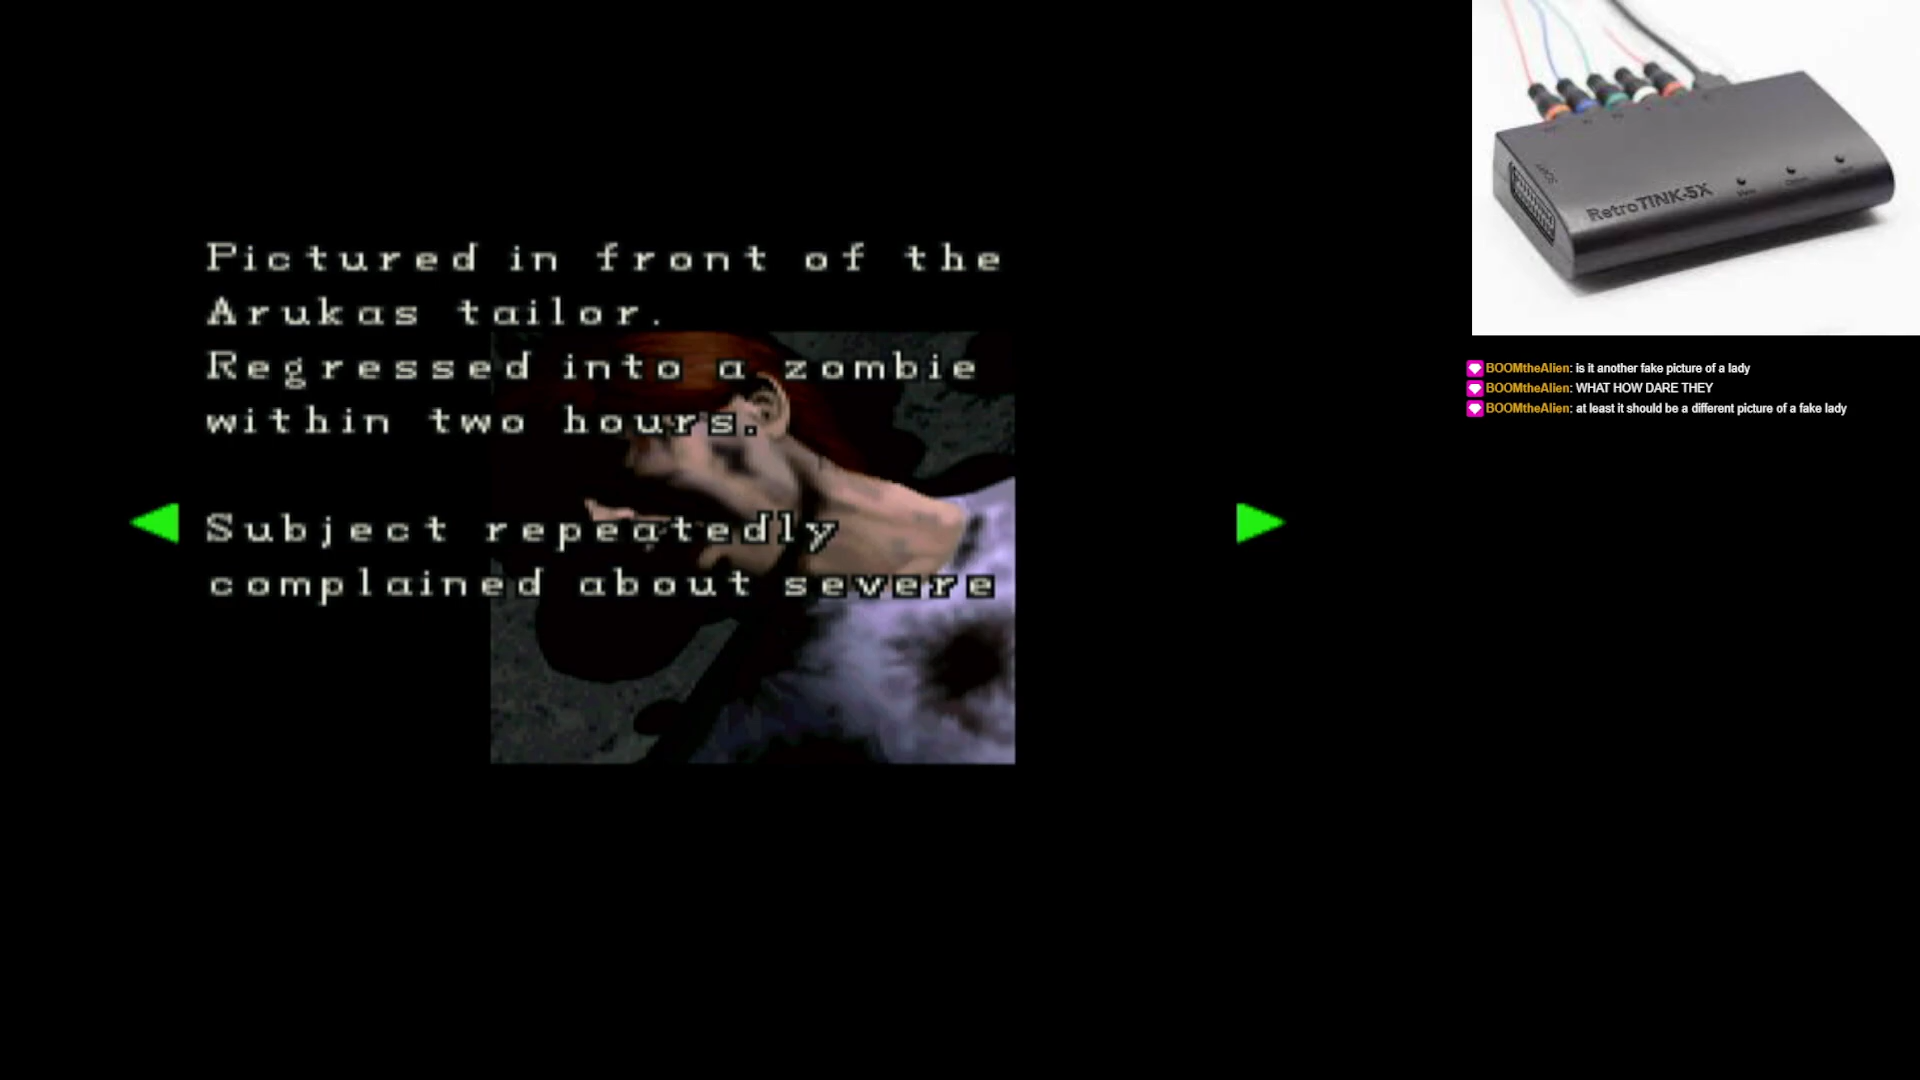 Pictured in front of the
Arukas tailor.
Regressed into a zombie
within two hours.
Subject repeatedly
complained about severe
RetroTINK-5X
BOOMtheAlien: is it another fake picture of a lady
BOOMtheAlien: WHAT HOW DARE THEY
BOOMtheAlien: at least it should be a different picture of a fake lady